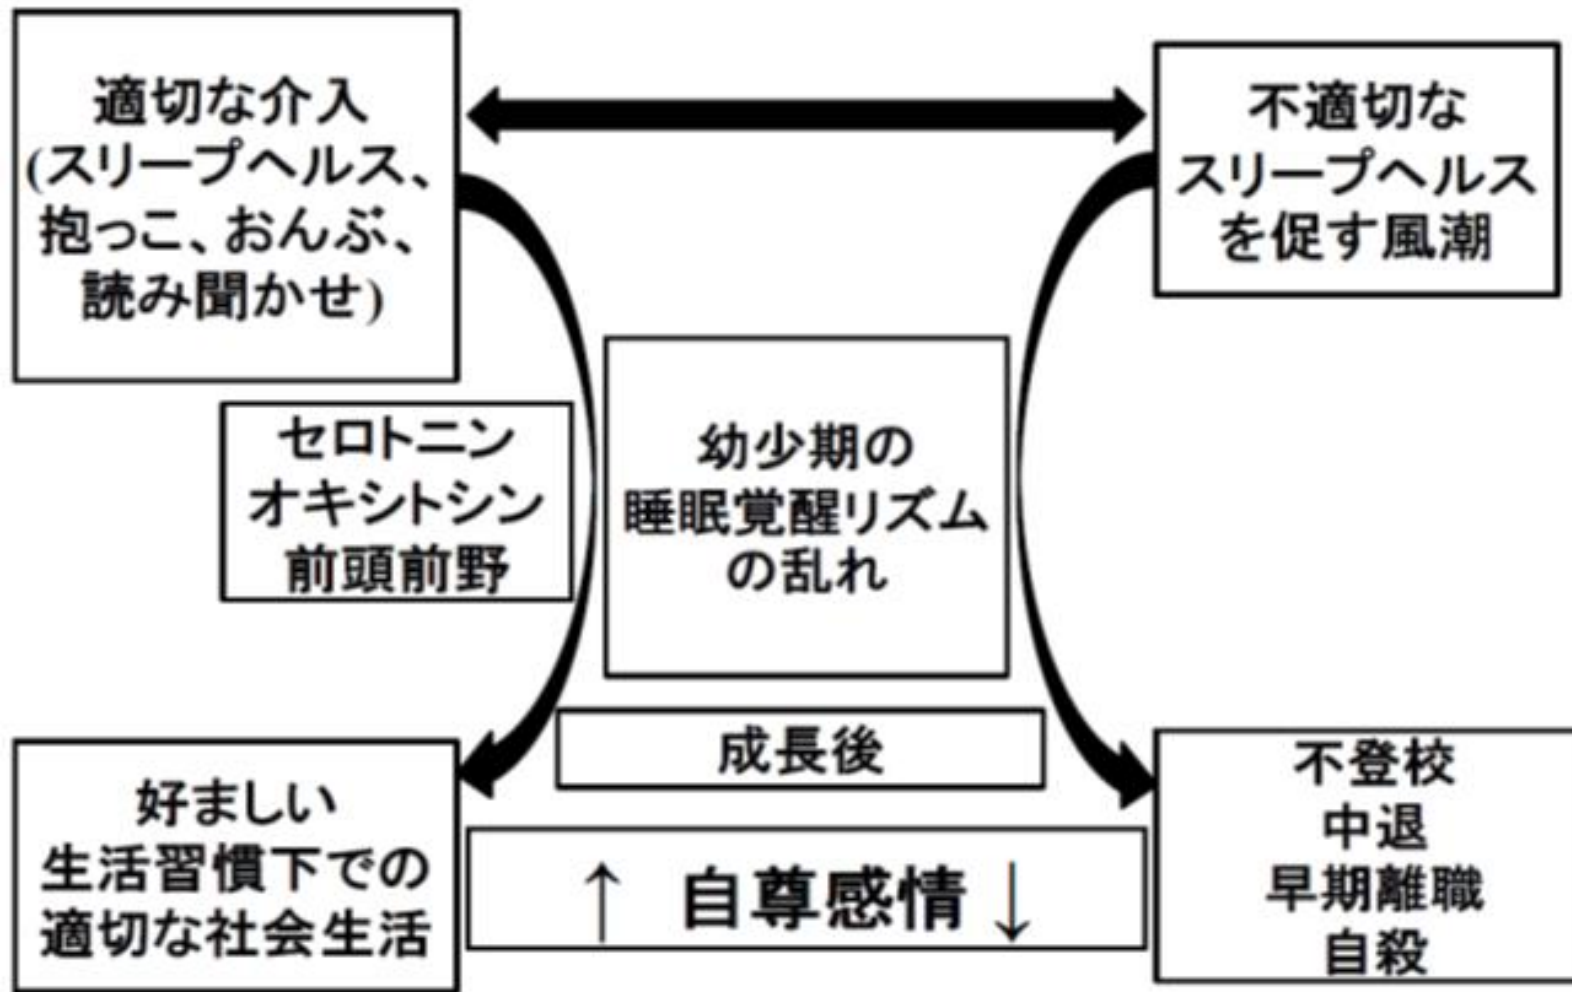 適切な介入
(スリープヘルス、
抱っこ、おんぶ、
読み聞かせ)
不適切な
スリープヘルス
を促す風潮
セロトニン
オキシトシン
前頭前野
幼少期の
睡眠覚醒リズム
の乱れ
成長後
好ましい
生活習慣下での
適切な社会生活
↑ 自尊感情 ↓
不登校
中退
早期離職
自殺